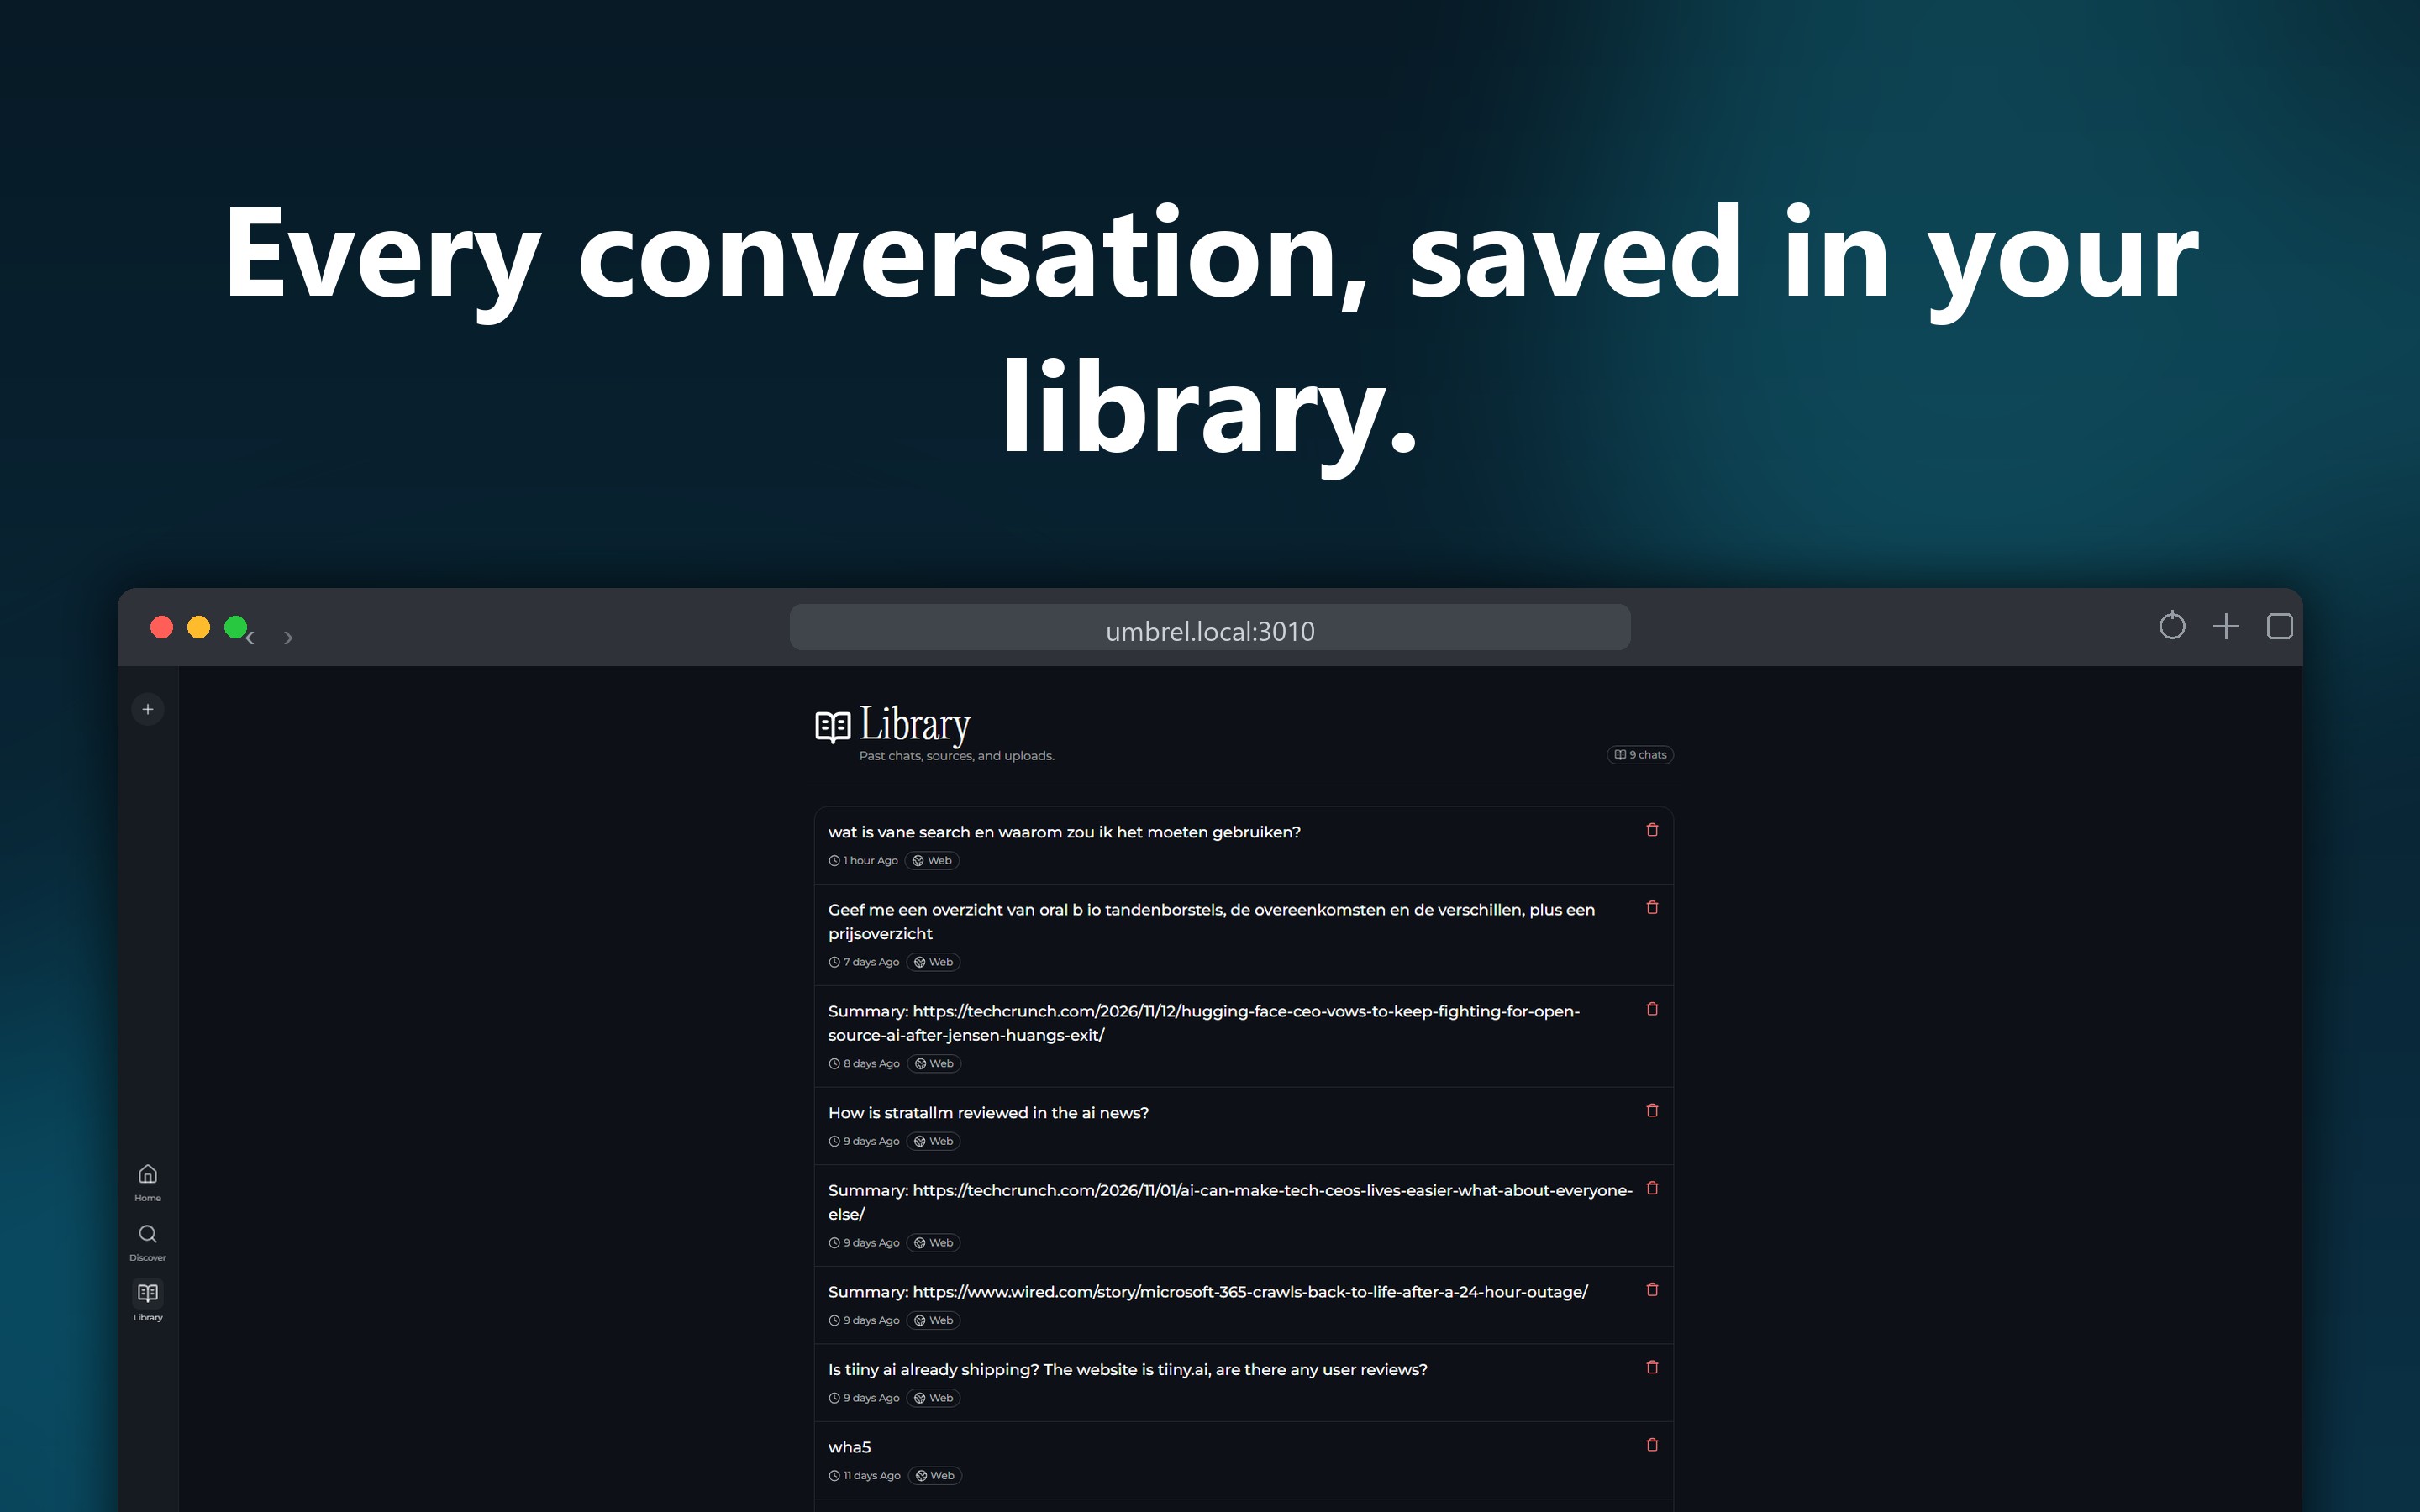 Every conversation, saved in your
library.
umbrel.local:3010
Library
Past chats, sources, and uploads.
9 chats
wat is vane search en waarom zou ik het moeten gebruiken?
1 hour Ago Web
Geef me een overzicht van oral b io tandenborstels, de overeenkomsten en de verschillen, plus een
prijsoverzicht
7 days Ago Web
Summary: https://techcrunch.com/2026/11/12/hugging-face-ceo-vows-to-keep-fighting-for-open-
source-ai-after-jensen-huangs-exit/
8 days Ago Web
How is stratallm reviewed in the ai news?
9 days Ago Web
Summary: https://techcrunch.com/2026/11/01/ai-can-make-tech-ceos-lives-easier-what-about-everyone-
else/
9 days Ago Web
Summary: https://www.wired.com/story/microsoft-365-crawls-back-to-life-after-a-24-hour-outage/
9 days Ago Web
Is tiiny ai already shipping? The website is tiiny.ai, are there any user reviews?
9 days Ago Web
wha5
11 days Ago Web
Home
Discover
Library